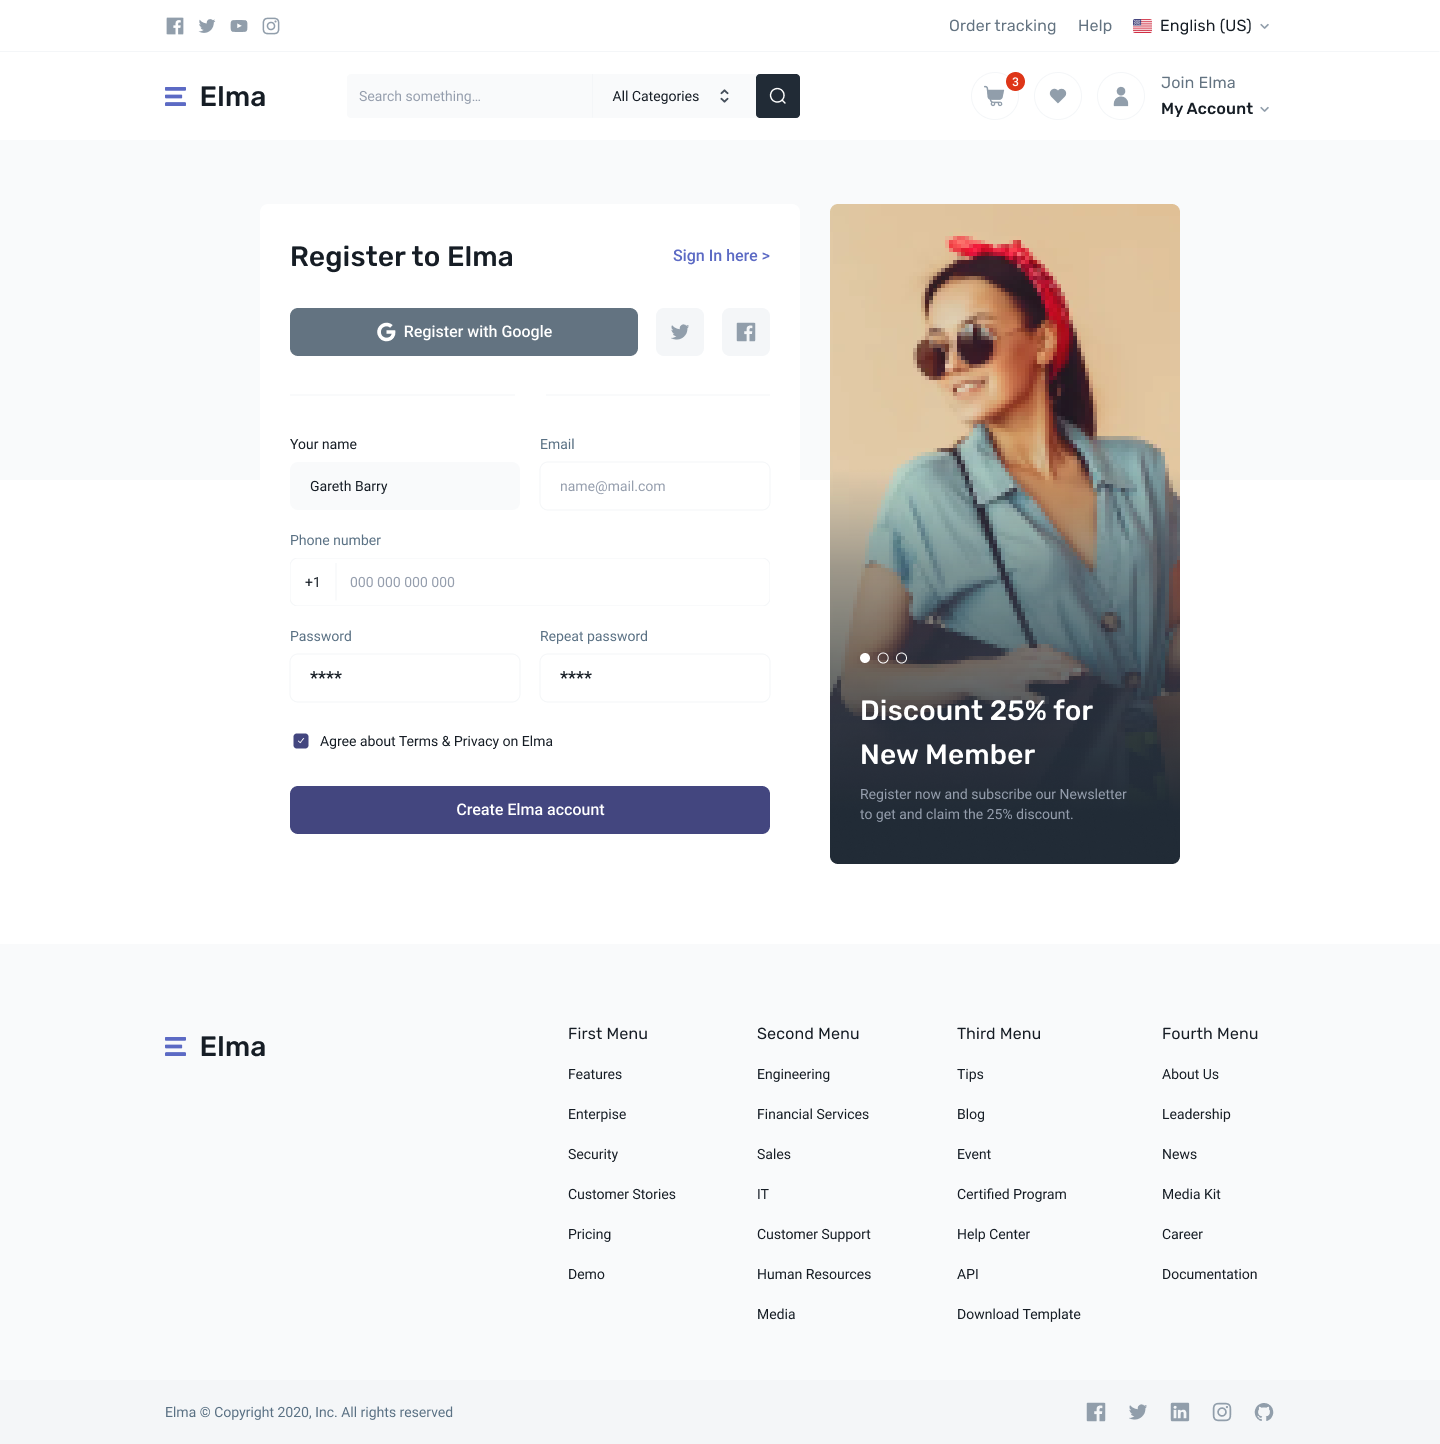 Order tracking Help English (US)
Elma
Search something...
All Categories
3
Join Elma
My Account
Register to Elma
Sign In here >
Register with Google
Your name
Email
Gareth Barry
name@mail.com
Phone number
+1
000 000 000 000
Password
Repeat password
****
****
Agree about Terms & Privacy on Elma
Create Elma account
Discount 25% for
New Member
Register now and subscribe our Newsletter
to get and claim the 25% discount.
Elma
First Menu
Features
Enterpise
Security
Customer Stories
Pricing
Demo
Second Menu
Engineering
Financial Services
Sales
IT
Customer Support
Human Resources
Media
Third Menu
Tips
Blog
Event
Certified Program
Help Center
API
Download Template
Fourth Menu
About Us
Leadership
News
Media Kit
Career
Documentation
Elma © Copyright 2020, Inc. All rights reserved